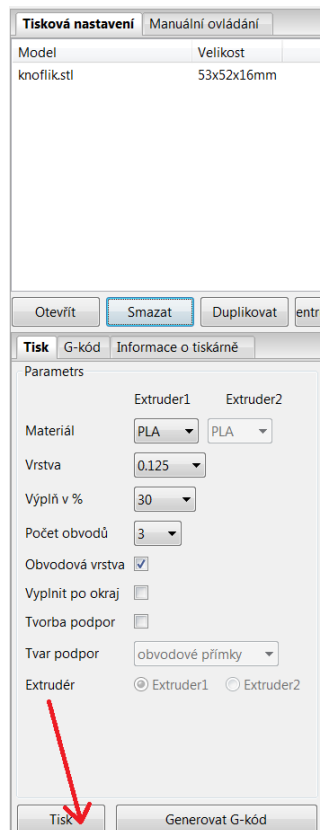 Tisková nastavení Manuální ovládání
Model Velikost
knoflik.stl 53x52x16mm
Otevřít Smazat Duplikovat entr
Tisk G-kód Informace o tiskárně
Parametrs
Extruder1 Extruder2
Materiál PLA PLA
Vrstva 0.125
Výplň v % 30
Počet obvodů 3
Obvodová vrstva
Vyplnit po okraj
Tvorba podpor
Tvar podpor obvodové přímky
Extrudér Extruder1 Extruder2
Tisk Generovat G-kód